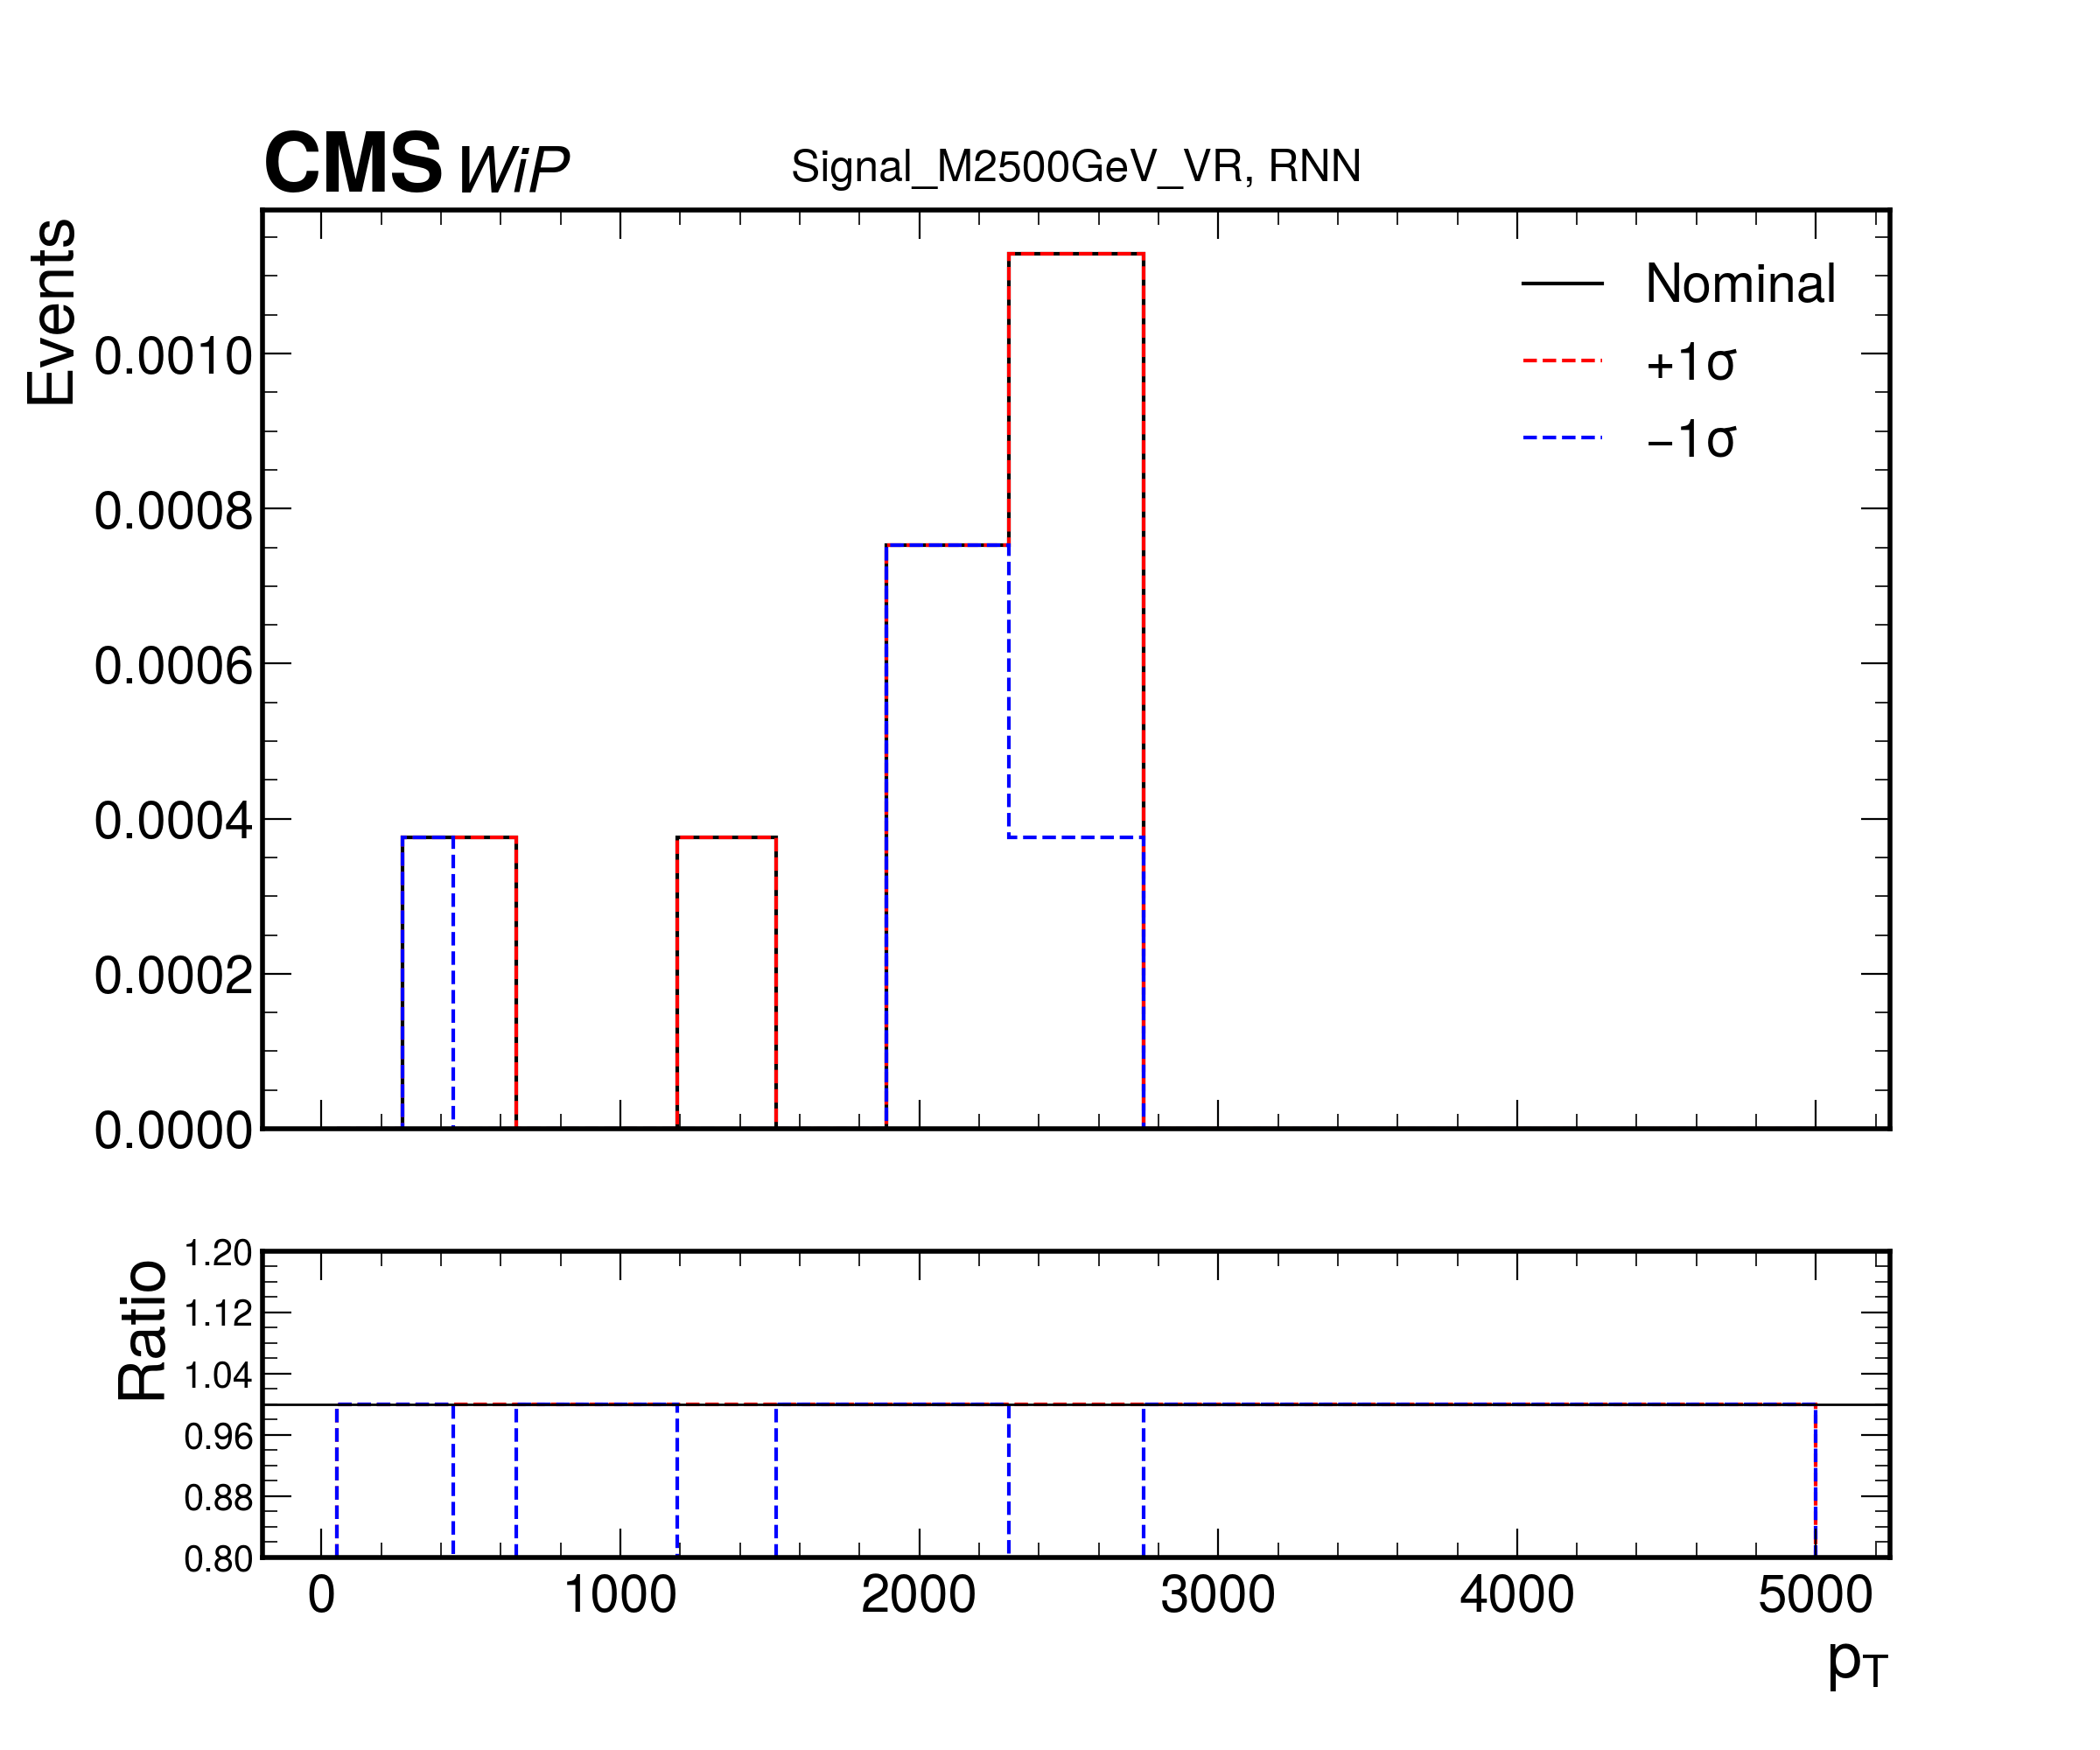 CMS WiP
Signal_M2500GeV_VR, RNN
Events
0.0010
0.0008
0.0006
0.0004
0.0002
0.0000
Nominal
+1σ
−1σ
Ratio
1.20
1.12
1.04
0.96
0.88
0.80
0 1000 2000 3000 4000 5000
pT